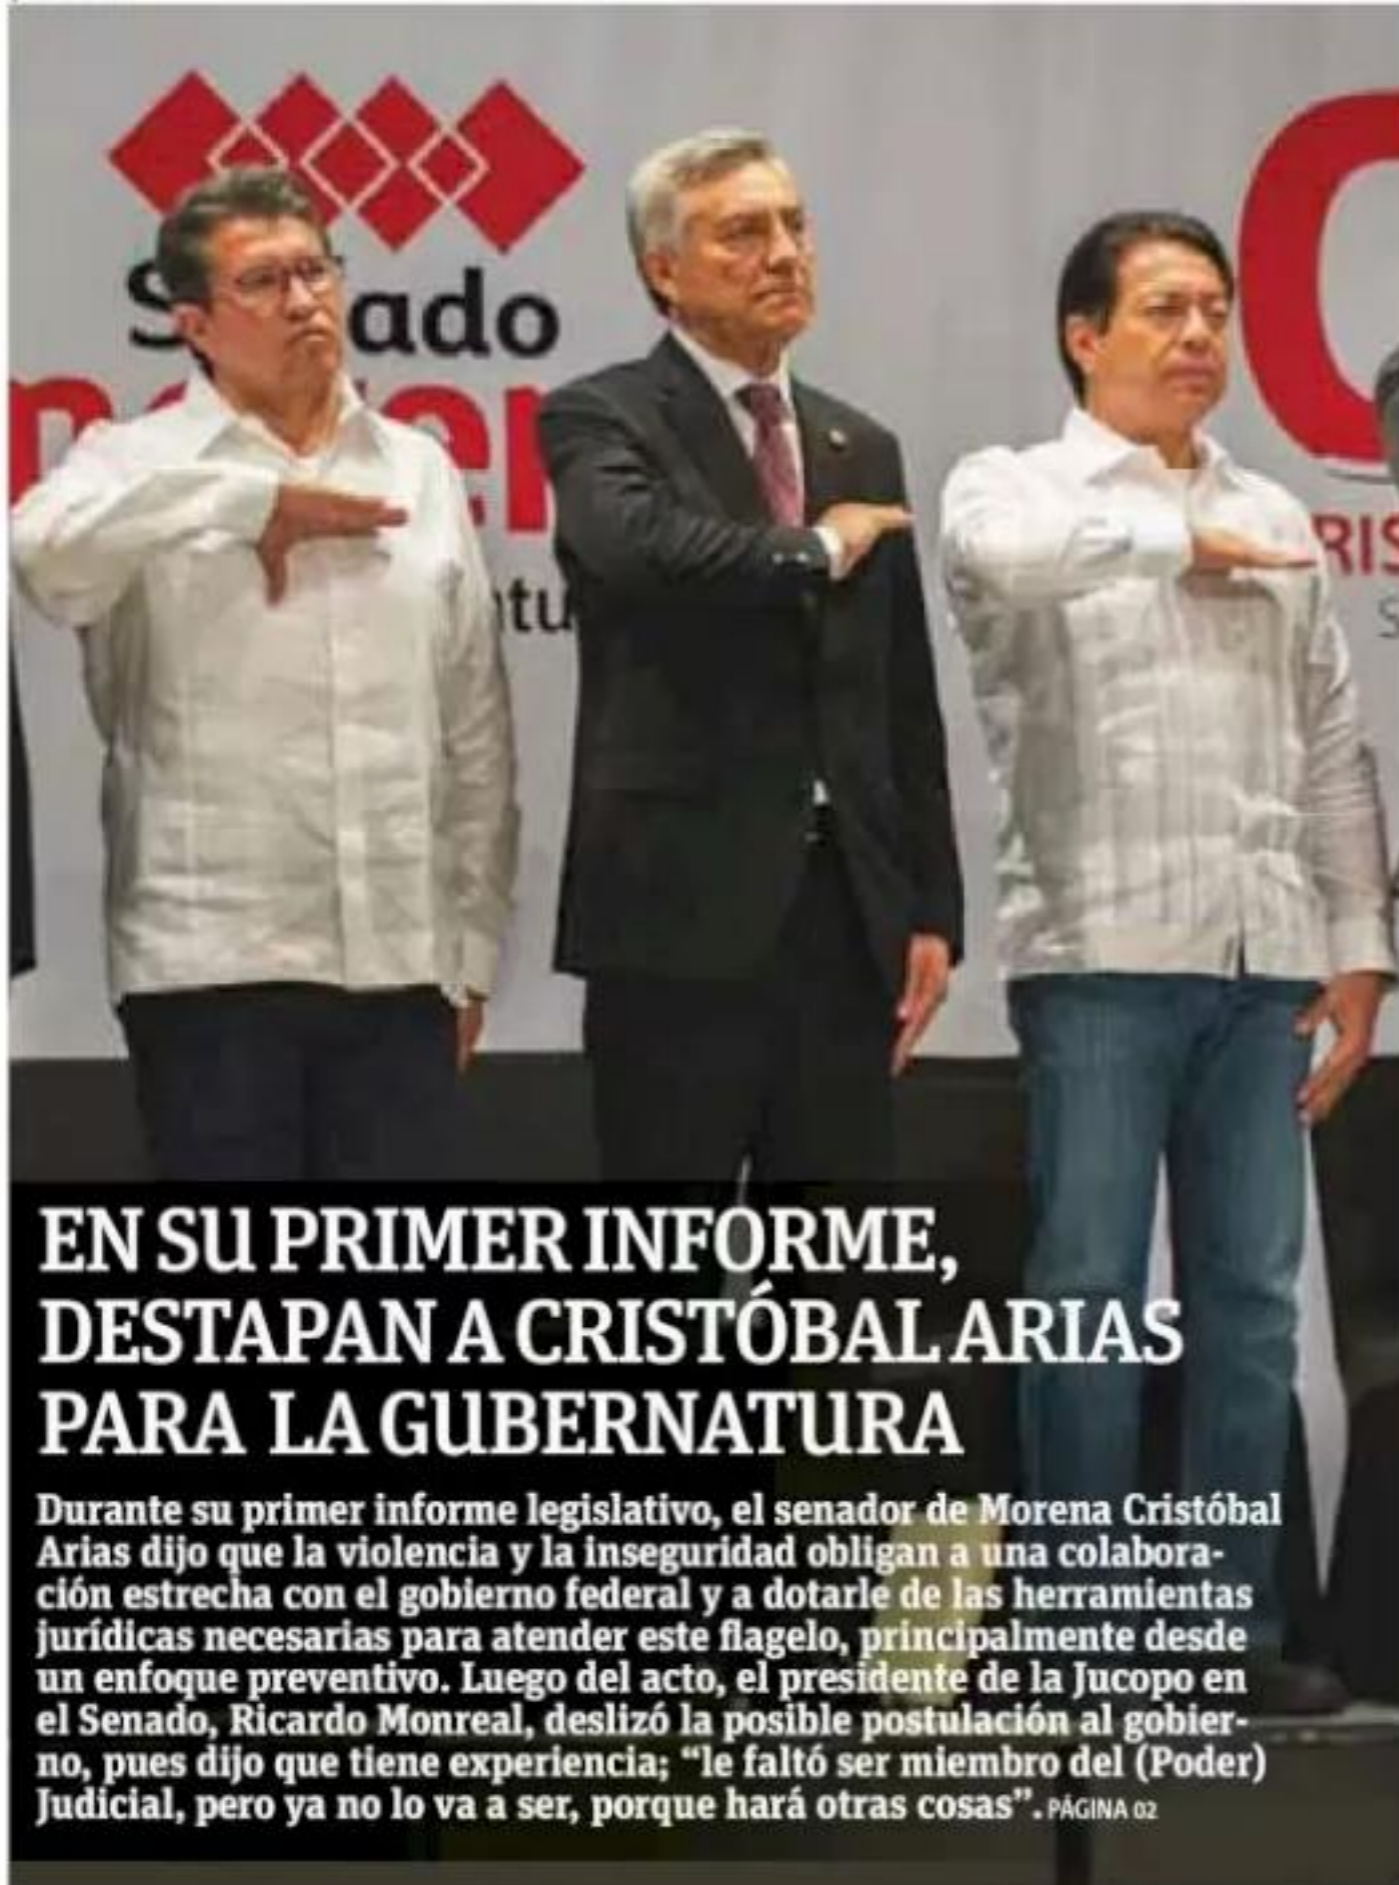 ado
tu
RIS
EN SU PRIMER INFORME,
DESTAPAN A CRISTÓBAL ARIAS
PARA LA GUBERNATURA
Durante su primer informe legislativo, el senador de Morena Cristóbal
Arias dijo que la violencia y la inseguridad obligan a una colabora-
ción estrecha con el gobierno federal y a dotarle de las herramientas
jurídicas necesarias para atender este flagelo, principalmente desde
un enfoque preventivo. Luego del acto, el presidente de la Jucopo en
el Senado, Ricardo Monreal, deslizó la posible postulación al gobier-
no, pues dijo que tiene experiencia; “le faltó ser miembro del (Poder)
Judicial, pero ya no lo va a ser, porque hará otras cosas”. PÁGINA 02